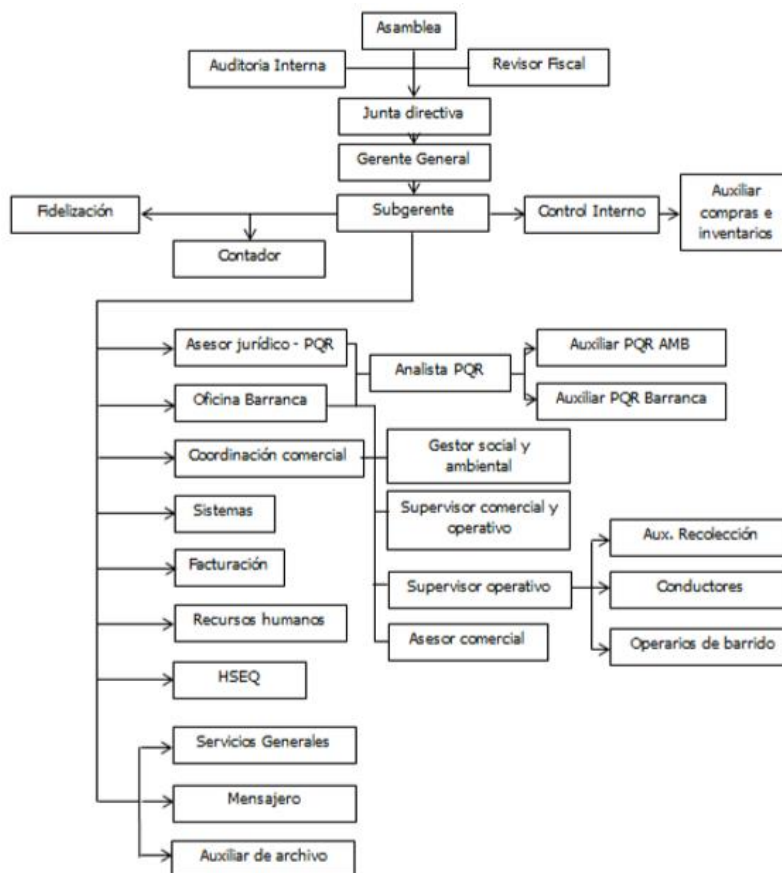 Asamblea
Auditoria Interna
Revisor Fiscal
Junta directiva
Gerente General
Fidelización
Subgerente
Control Interno
Auxiliar
compras e
inventarios
Contador
Asesor jurídico - PQR
Analista PQR
Auxiliar PQR AMB
Auxiliar PQR Barranca
Oficina Barranca
Coordinación comercial
Gestor social y
ambiental
Sistemas
Supervisor comercial y
operativo
Facturación
Supervisor operativo
Aux. Recolección
Conductores
Operarios de barrido
Recursos humanos
Asesor comercial
HSEQ
Servicios Generales
Mensajero
Auxiliar de archivo